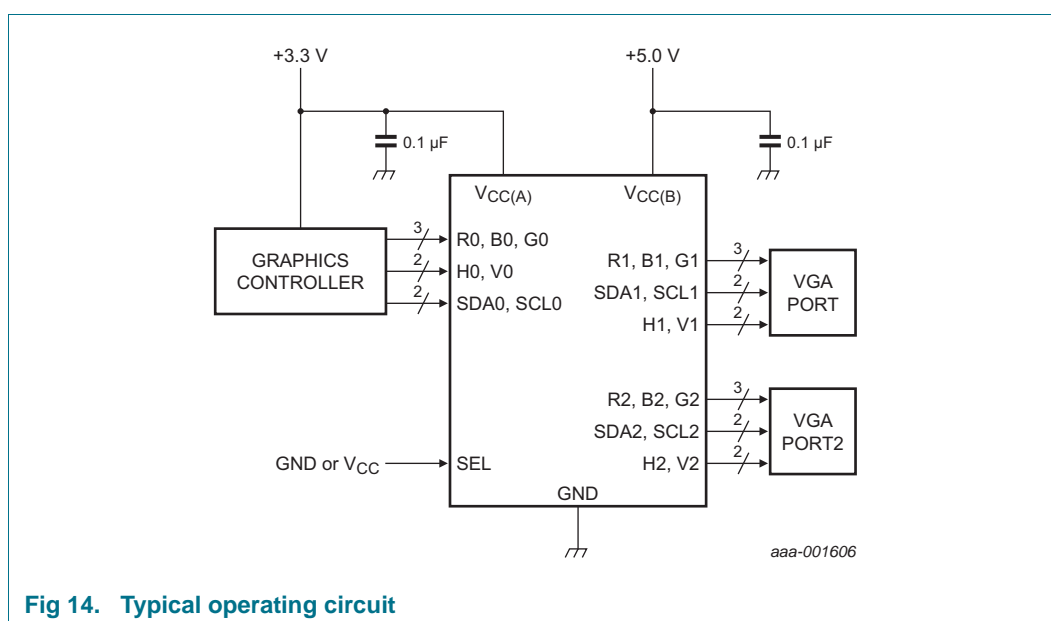 +3.3 V
+5.0 V
0.1 μF
0.1 μF
VCC(A)
VCC(B)
GRAPHICS
CONTROLLER
3
R0, B0, G0
2
H0, V0
2
SDA0, SCL0
R1, B1, G1
3
SDA1, SCL1
2
H1, V1
2
VGA
PORT
R2, B2, G2
3
SDA2, SCL2
2
H2, V2
2
VGA
PORT2
GND or VCC
SEL
GND
aaa-001606
Fig 14. Typical operating circuit